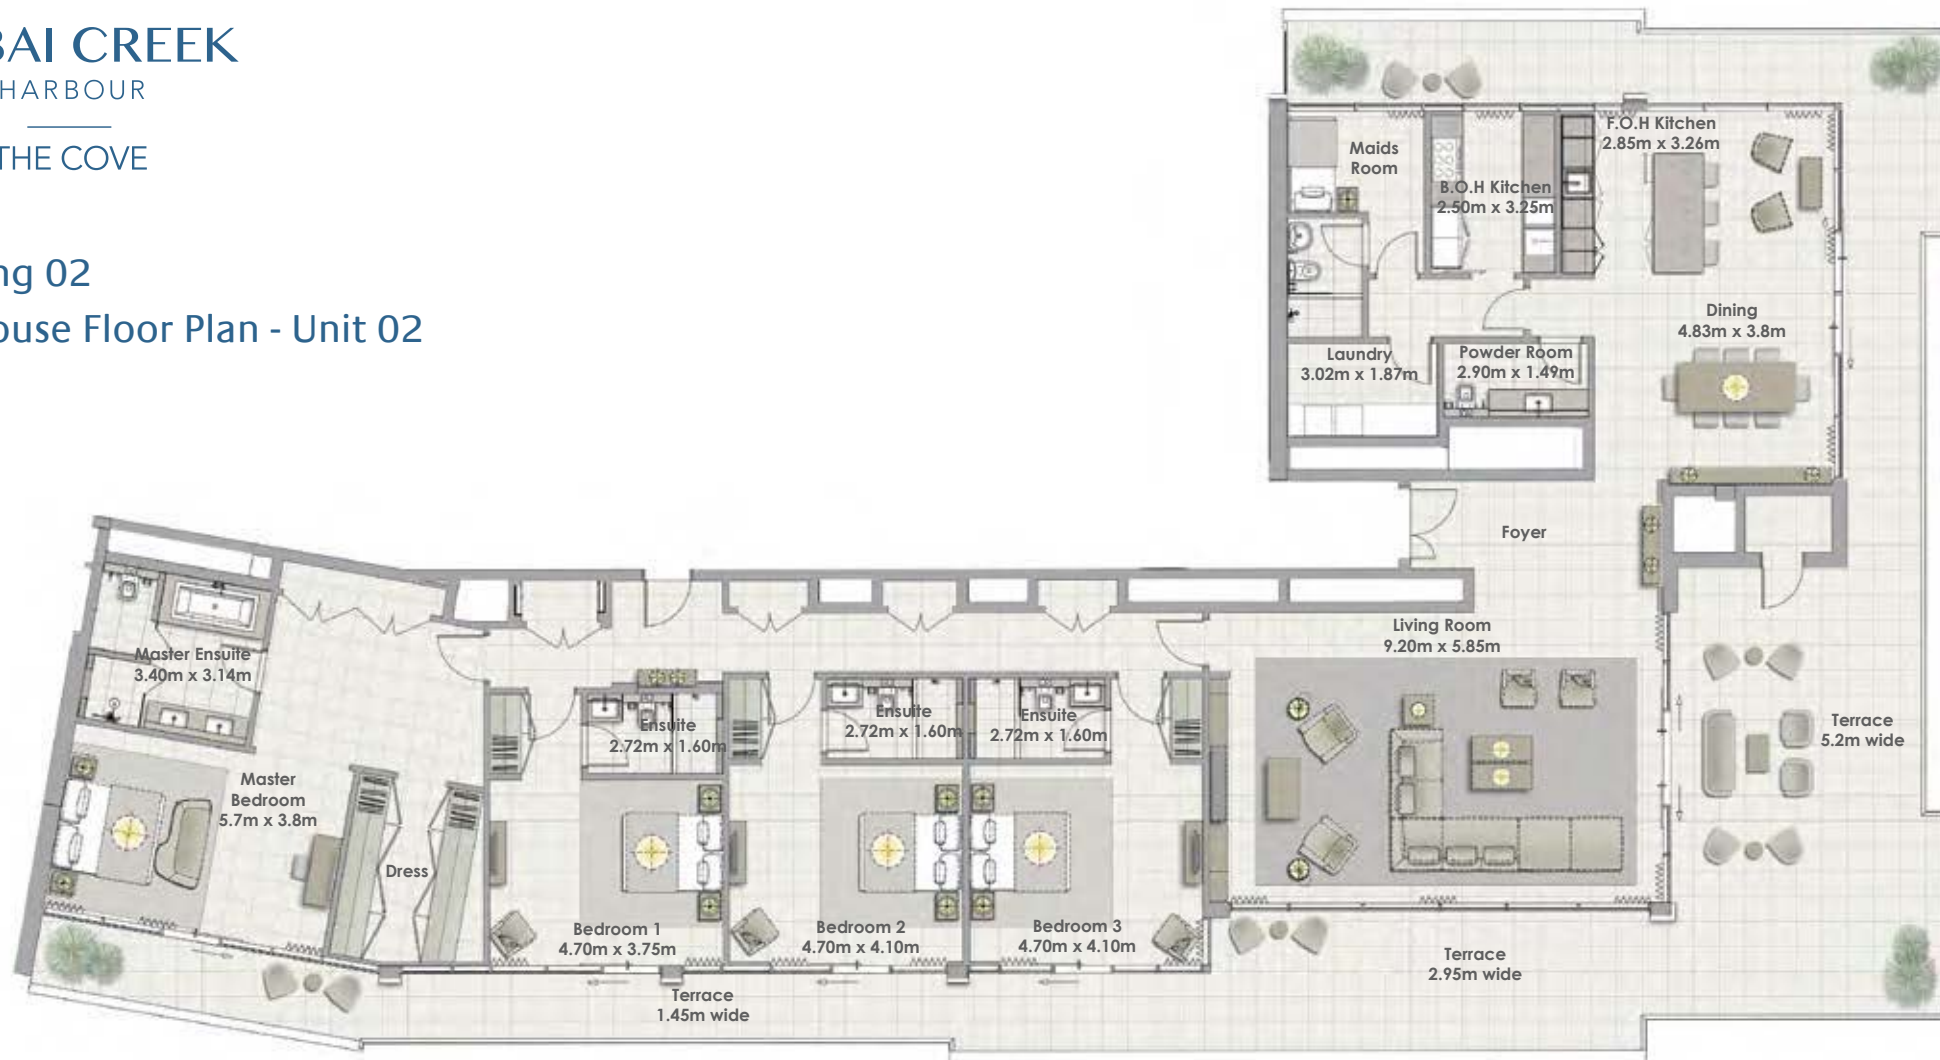 BAI CREEK
HARBOUR
THE COVE
ng 02
ouse Floor Plan - Unit 02
Maids
Room
B.O.H Kitchen
2.50m x 3.25m
F.O.H Kitchen
2.85m x 3.26m
Dining
4.83m x 3.8m
Laundry
3.02m x 1.87m
Powder Room
2.90m x 1.49m
Foyer
Living Room
9.20m x 5.85m
Master Ensuite
3.40m x 3.14m
Ensuite
2.72m x 1.60m
Ensuite
2.72m x 1.60m
Ensuite
2.72m x 1.60m
Terrace
5.2m wide
Master
Bedroom
5.7m x 3.8m
Dress
Bedroom 1
4.70m x 3.75m
Bedroom 2
4.70m x 4.10m
Bedroom 3
4.70m x 4.10m
Terrace
2.95m wide
Terrace
1.45m wide